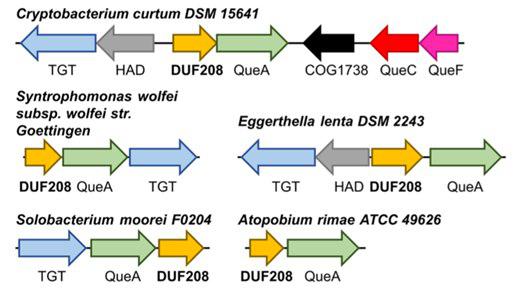 Cryptobacterium curtum DSM 15641
TGT HAD DUF208 QueA COG1738 QueC QueF
Syntrophomonas wolfei
subsp. wolfei str.
Goettingen
DUF208 QueA TGT
Eggerthella lenta DSM 2243
TGT HAD DUF208 QueA
Solobacterium moorei F0204
TGT QueA DUF208
Atopobium rimae ATCC 49626
DUF208 QueA